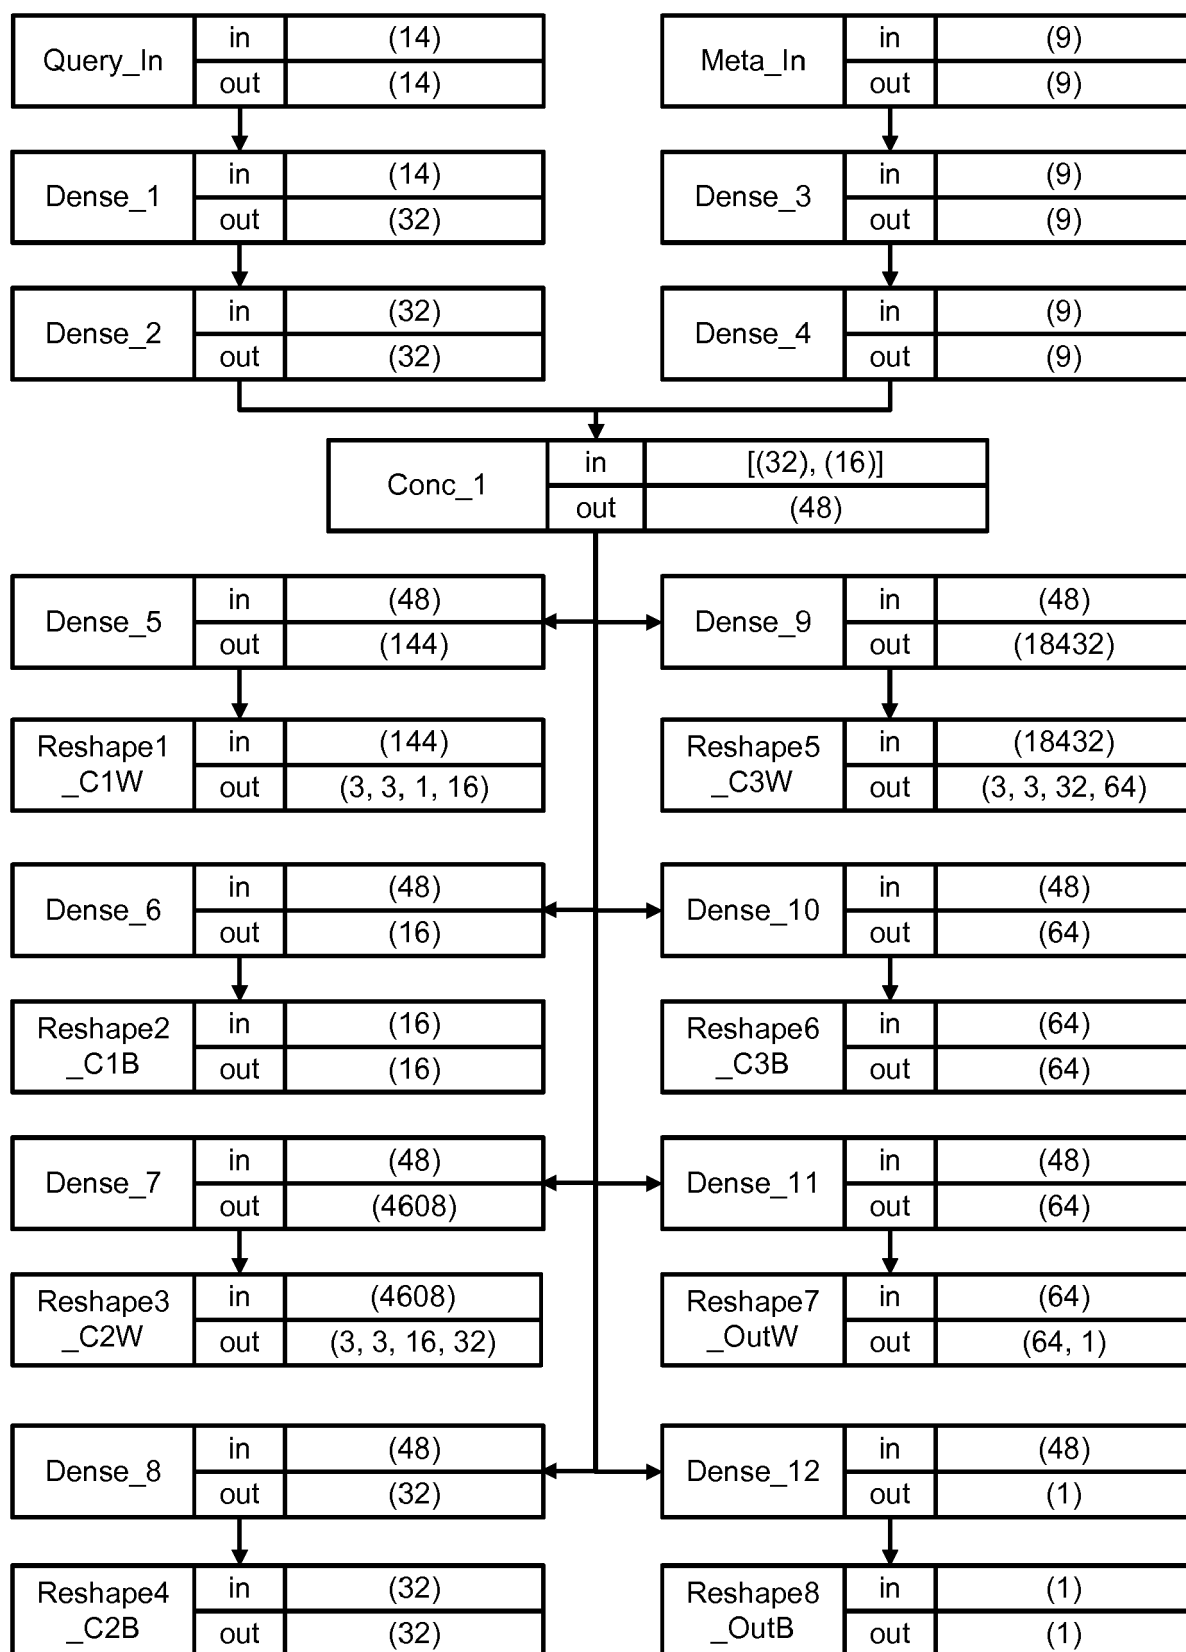 Query_In in (14)
out (14)
Meta_In in (9)
out (9)
Dense_1 in (14)
out (32)
Dense_3 in (9)
out (9)
Dense_2 in (32)
out (32)
Dense_4 in (9)
out (9)
Conc_1 in [(32), (16)]
out (48)
Dense_5 in (48)
out (144)
Dense_9 in (48)
out (18432)
Reshape1 in (144)
_C1W out (3, 3, 1, 16)
Reshape5 in (18432)
_C3W out (3, 3, 32, 64)
Dense_6 in (48)
out (16)
Dense_10 in (48)
out (64)
Reshape2 in (16)
_C1B out (16)
Reshape6 in (64)
_C3B out (64)
Dense_7 in (48)
out (4608)
Dense_11 in (48)
out (64)
Reshape3 in (4608)
_C2W out (3, 3, 16, 32)
Reshape7 in (64)
_OutW out (64, 1)
Dense_8 in (48)
out (32)
Dense_12 in (48)
out (1)
Reshape4 in (32)
_C2B out (32)
Reshape8 in (1)
_OutB out (1)